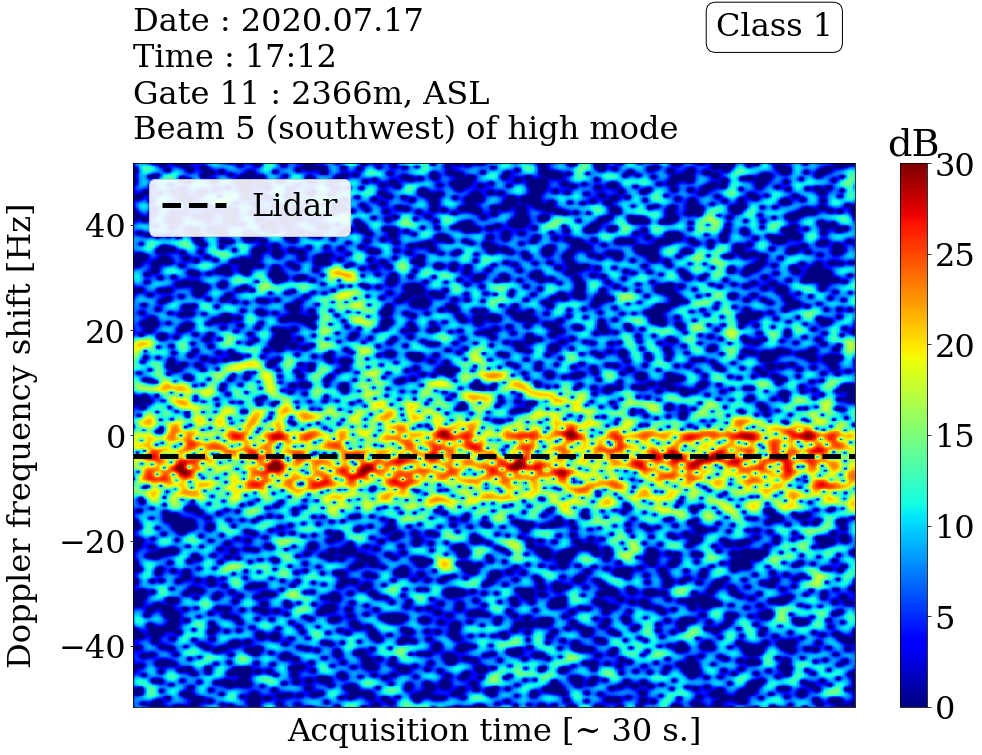 Date : 2020.07.17
Time : 17:12
Gate 11 : 2366m, ASL
Beam 5 (southwest) of high mode
Class 1
dB
Lidar
40
20
0
−20
−40
Doppler frequency shift [Hz]
Acquisition time [~ 30 s.]
30
25
20
15
10
5
0